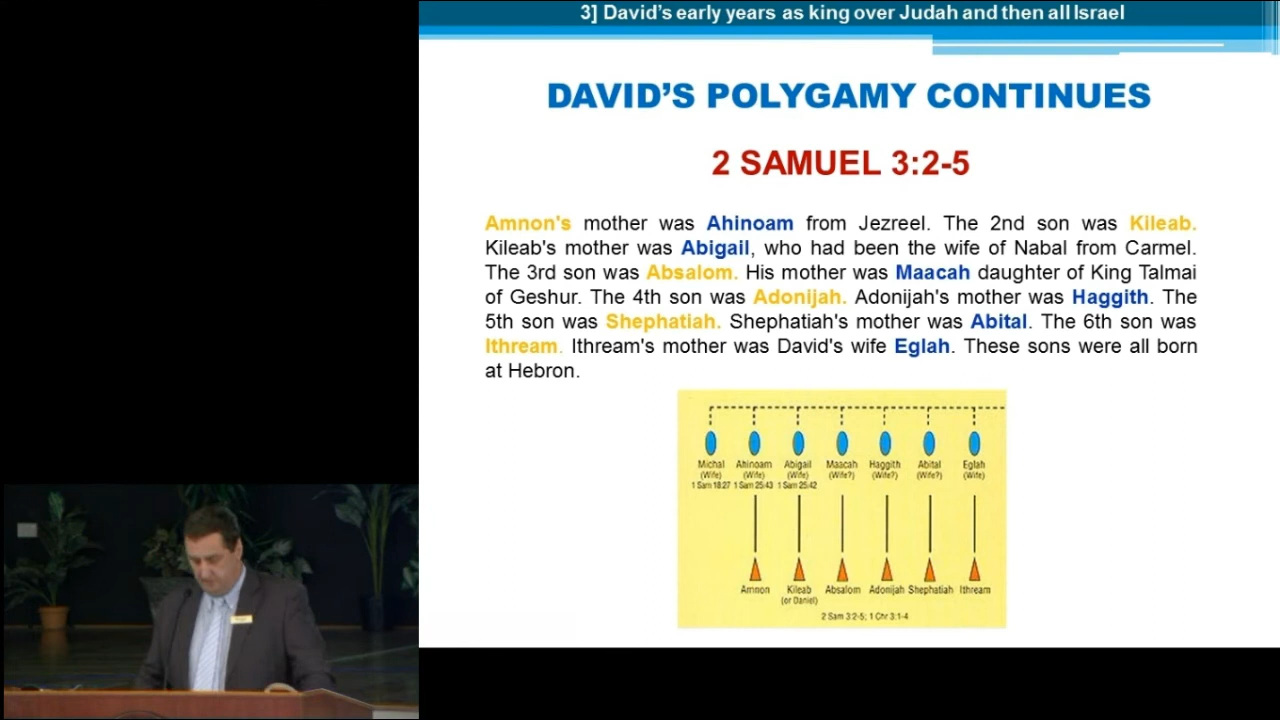 3] David's early years as king over Judah and then all Israel
DAVID'S POLYGAMY CONTINUES
2 SAMUEL 3:2-5
Amnon's mother was Ahinoam from Jezreel. The 2nd son was Kileab.
Kileab's mother was Abigail, who had been the wife of Nabal from Carmel.
The 3rd son was Absalom. His mother was Maacah daughter of King Talmai
of Geshur. The 4th son was Adonijah. Adonijah's mother was Haggith. The
5th son was Shephatiah. Shephatiah's mother was Abital. The 6th son was
Ithream. Ithream's mother was David's wife Eglah. These sons were all born
at Hebron.
Michal Ahinoam Abigail Maacah Haggith Abital Eglah
(Wife) (Wife) (Wife) (Wife?) (Wife?) (Wife?) (Wife)
1 Sam 18:27 1 Sam 25:43 1 Sam 25:42
Amnon Kileab Absalom Adonijah Shephatiah Ithream
(or Daniel)
2 Sam 3:2-5; 1 Chr 3:1-4